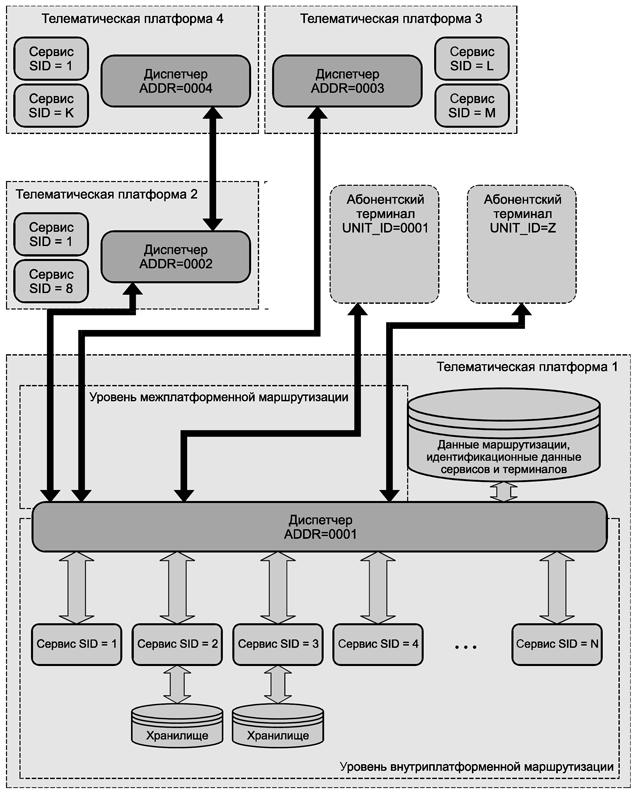 Телематическая платформа 4
Сервис
SID = 1
Сервис
SID = K
Диспетчер
ADDR=0004
Телематическая платформа 3
Диспетчер
ADDR=0003
Сервис
SID = L
Сервис
SID = M
Телематическая платформа 2
Сервис
SID = 1
Сервис
SID = 8
Диспетчер
ADDR=0002
Абонентский
терминал
UNIT_ID=0001
Абонентский
терминал
UNIT_ID=Z
Телематическая платформа 1
Уровень межплатформенной маршрутизации
Данные маршрутизации,
идентификационные данные
сервисов и терминалов
Диспетчер
ADDR=0001
Сервис SID = 1
Сервис SID = 2
Сервис SID = 3
Сервис SID = 4
...
Сервис SID = N
Хранилище
Хранилище
Уровень внутриплатформенной маршрутизации